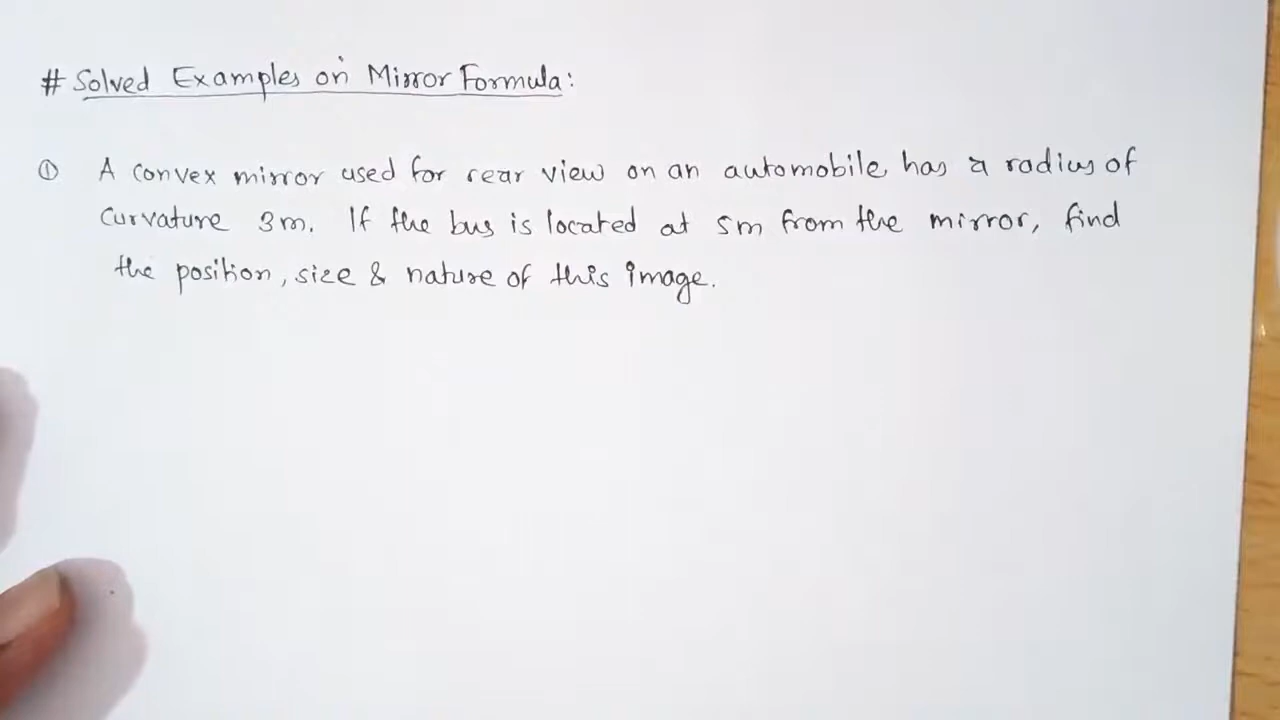 # Solved Examples on Mirror Formula:
① A convex mirror used for rear view on an automobile has a radius of
curvature 3m. If the bus is located at 5m from the mirror, find
the position, size & nature of this image.